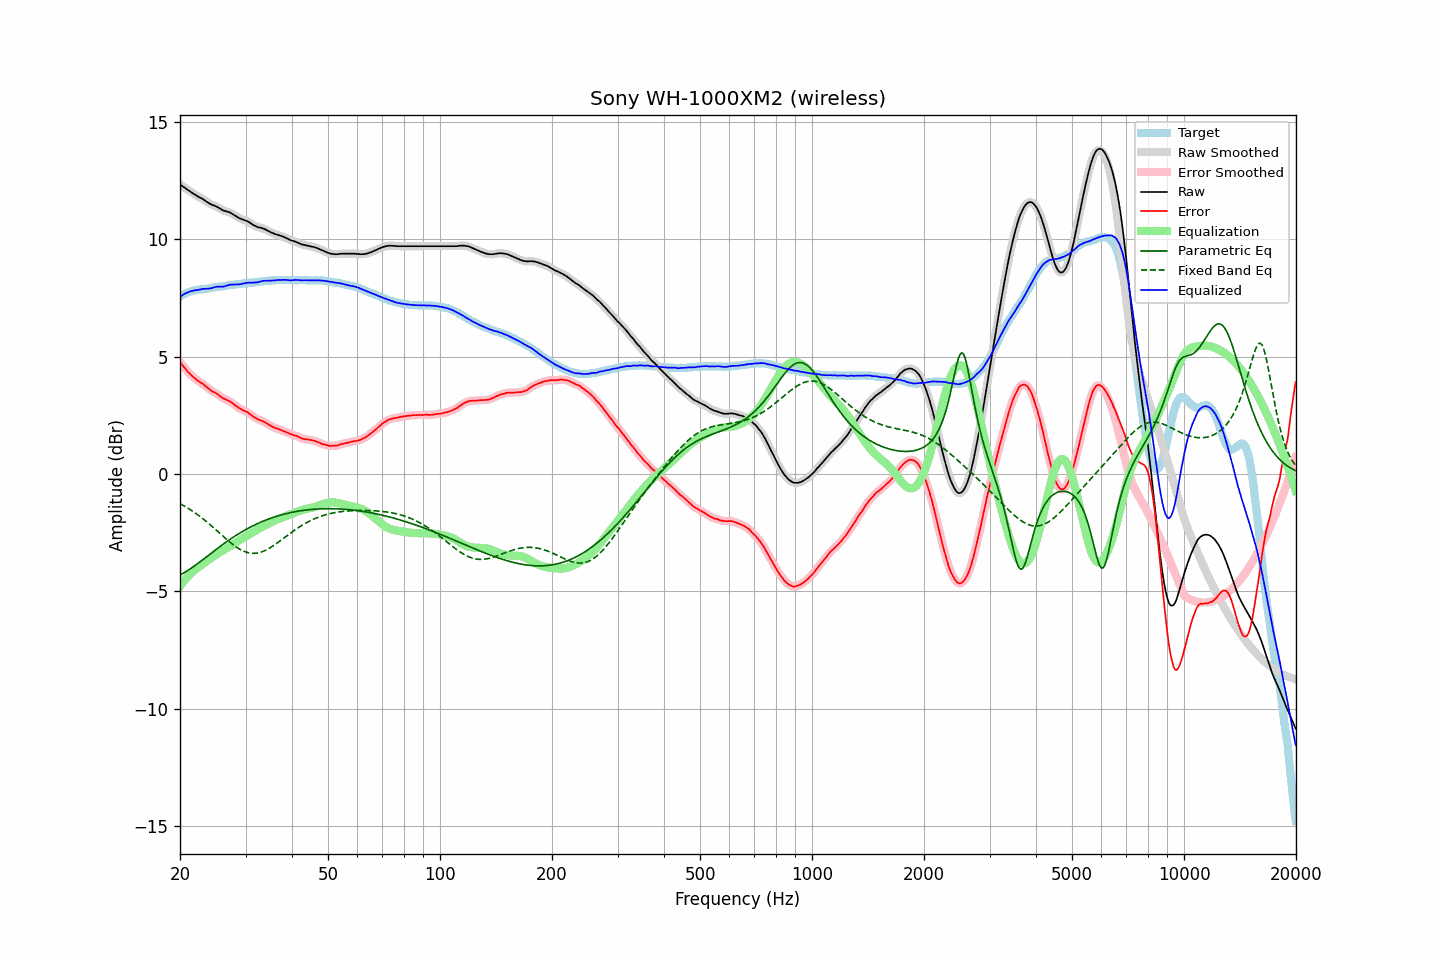 Sony WH-1000XM2 (wireless)
Amplitude (dBr)
15
10
5
0
−5
−10
−15
Target
Raw Smoothed
Error Smoothed
Raw
Error
Equalization
Parametric Eq
Fixed Band Eq
Equalized
20 50 100 200 500 1000 2000 5000 10000 20000
Frequency (Hz)